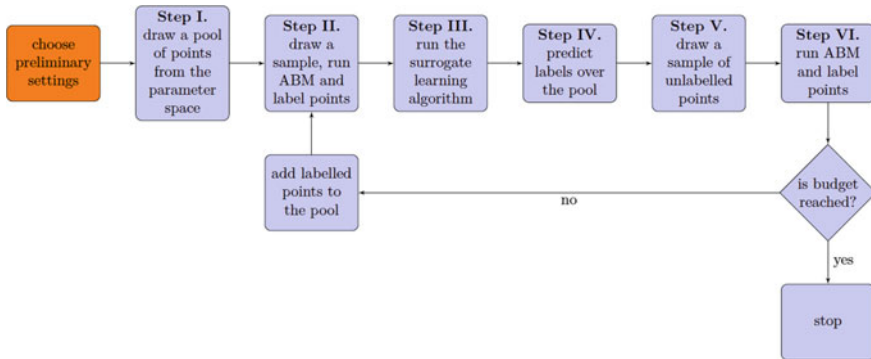 choose
preliminary
settings
Step I.
draw a pool
of points
from the
parameter
space
Step II.
draw a
sample, run
ABM and
label points
Step III.
run the
surrogate
learning
algorithm
Step IV.
predict
labels over
the pool
Step V.
draw a
sample of
unlabelled
points
Step VI.
run ABM
and label
points
is budget
reached?
no
add labelled
points to
the pool
yes
stop